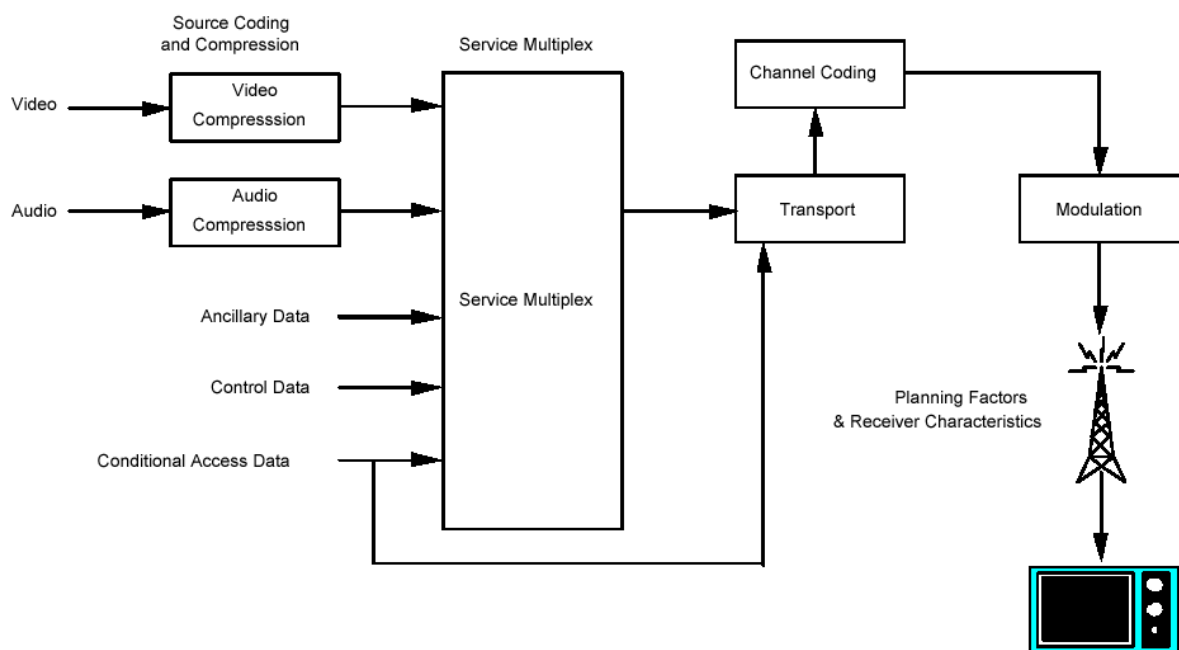 Source Coding
and Compression
Service Multiplex
Video
Video
Compresssion
Audio
Audio
Compresssion
Ancillary Data
Control Data
Conditional Access Data
Service Multiplex
Channel Coding
Transport
Modulation
Planning Factors
& Receiver Characteristics